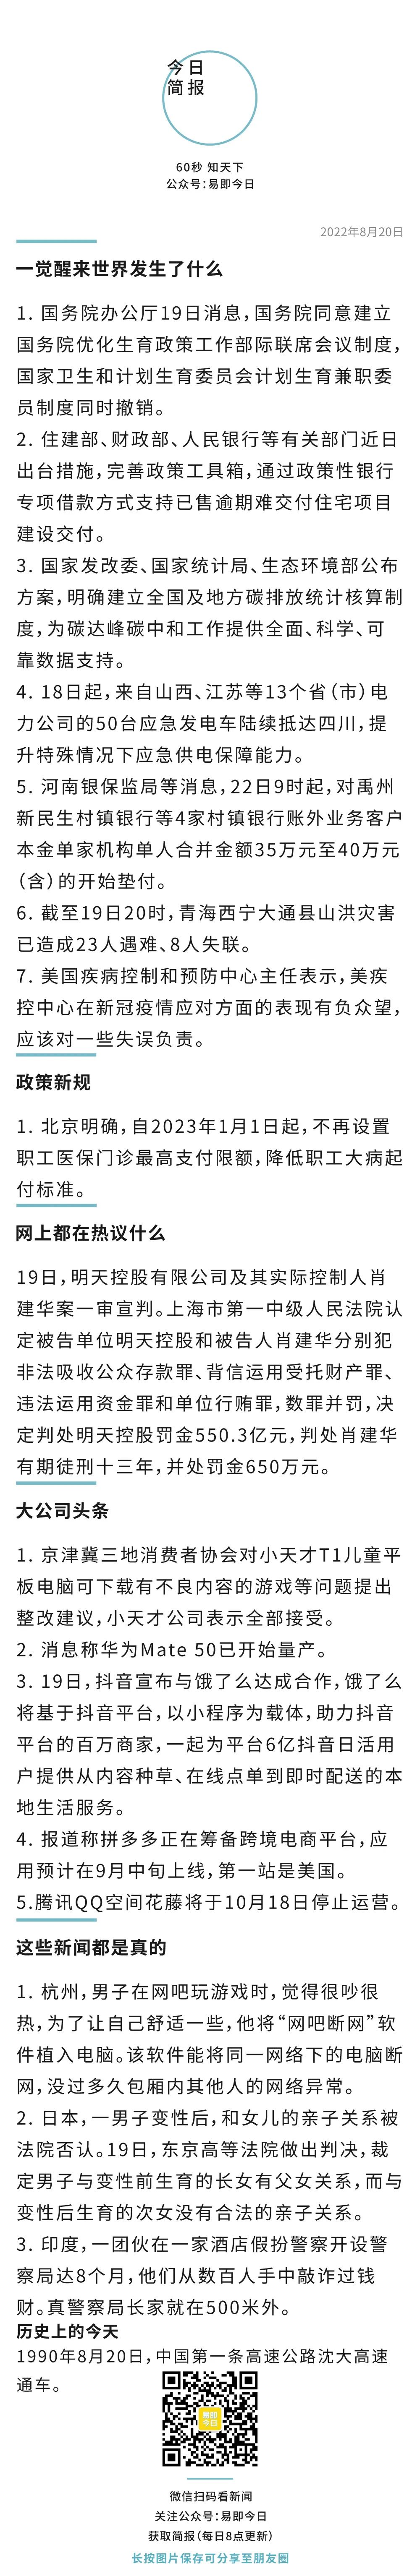 今日
简报
60秒 知天下
公众号：易即今日
2022年8月20日
一觉醒来世界发生了什么
1. 国务院办公厅19日消息，国务院同意建立
国务院优化生育政策工作部际联席会议制度，
国家卫生和计划生育委员会计划生育兼职委
员制度同时撤销。
2. 住建部、财政部、人民银行等有关部门近日
出台措施，完善政策工具箱，通过政策性银行
专项借款方式支持已售逾期难交付住宅项目
建设交付。
3. 国家发改委、国家统计局、生态环境部公布
方案，明确建立全国及地方碳排放统计核算制
度，为碳达峰碳中和工作提供全面、科学、可
靠数据支持。
4. 18日起，来自山西、江苏等13个省（市）电
力公司的50台应急发电车陆续抵达四川，提
升特殊情况下应急供电保障能力。
5. 河南银保监局等消息，22日9时起，对禹州
新民生村镇银行等4家村镇银行账外业务客户
本金单家机构单人合并金额35万元至40万元
（含）的开始垫付。
6. 截至19日20时，青海西宁大通县山洪灾害
已造成23人遇难、8人失联。
7. 美国疾病控制和预防中心主任表示，美疾
控中心在新冠疫情应对方面的表现有负众望，
应该对一些失误负责。
政策新规
1. 北京明确，自2023年1月1日起，不再设置
职工医保门诊最高支付限额，降低职工大病起
付标准。
网上都在热议什么
19日，明天控股有限公司及其实际控制人肖
建华案一审宣判。上海市第一中级人民法院认
定被告单位明天控股和被告人肖建华分别犯
非法吸收公众存款罪、背信运用受托财产罪、
违法运用资金罪和单位行贿罪，数罪并罚，决
定判处明天控股罚金550.3亿元，判处肖建华
有期徒刑十三年，并处罚金650万元。
大公司头条
1. 京津冀三地消费者协会对小天才T1儿童平
板电脑可下载有不良内容的游戏等问题提出
整改建议，小天才公司表示全部接受。
2. 消息称华为Mate 50已开始量产。
3. 19日，抖音宣布与饿了么达成合作，饿了么
将基于抖音平台，以小程序为载体，助力抖音
平台的百万商家，一起为平台6亿抖音日活用
户提供从内容种草、在线点单到即时配送的本
地生活服务。
4. 报道称拼多多正在筹备跨境电商平台，应
用预计在9月中旬上线，第一站是美国。
5.腾讯QQ空间花藤将于10月18日停止运营。
这些新闻都是真的
1. 杭州，男子在网吧玩游戏时，觉得很吵很
热，为了让自己舒适一些，他将“网吧断网”软
件植入电脑。该软件能将同一网络下的电脑断
网，没过多久包厢内其他人的网络异常。
2. 日本，一男子变性后，和女儿的亲子关系被
法院否认。19日，东京高等法院做出判决，裁
定男子与变性前生育的长女有父女关系，而与
变性后生育的次女没有合法的亲子关系。
3. 印度，一团伙在一家酒店假扮警察开设警
察局达8个月，他们从数百人手中敲诈过钱
财。真警察局长家就在500米外。
历史上的今天
1990年8月20日，中国第一条高速公路沈大高速
通车。
易即
今日
微信扫码看新闻
关注公众号：易即今日
获取简报（每日8点更新）
长按图片保存可分享至朋友圈